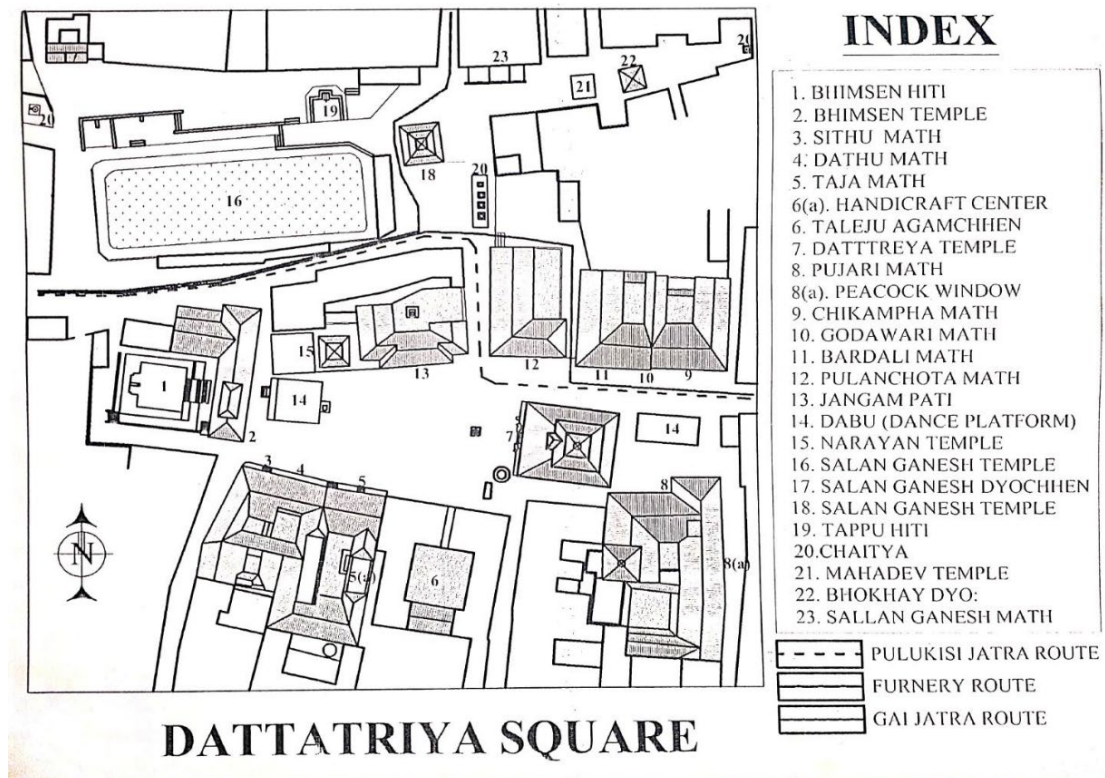 INDEX
1. BHIMSEN HITI
2. BHIMSEN TEMPLE
3. SITHU MATH
4. DATHU MATH
5. TAJA MATH
6(a). HANDICRAFT CENTER
6. TALEJU AGAMCHHEN
7. DATTTREYA TEMPLE
8. PUJARI MATH
8(a). PEACOCK WINDOW
9. CHIKAMPHA MATH
10. GODAWARI MATH
11. BARDALI MATH
12. PULANCHOTA MATH
13. JANGAM PATI
14. DABU (DANCE PLATFORM)
15. NARAYAN TEMPLE
16. SALAN GANESH TEMPLE
17. SALAN GANESH DYOCHHEN
18. SALAN GANESH TEMPLE
19. TAPPU HITI
20.CHAITYA
21. MAHADEV TEMPLE
22. BHOKHAY DYO:
23. SALLAN GANESH MATH
PULUKISI JATRA ROUTE
FURNERY ROUTE
GAI JATRA ROUTE
20
23
22
21
20
19
18
20
16
15
13
12
11
10
9
1
14
2
7
14
3
4
5
8
N
5(a)
6
8(a)
DATTATRIYA SQUARE